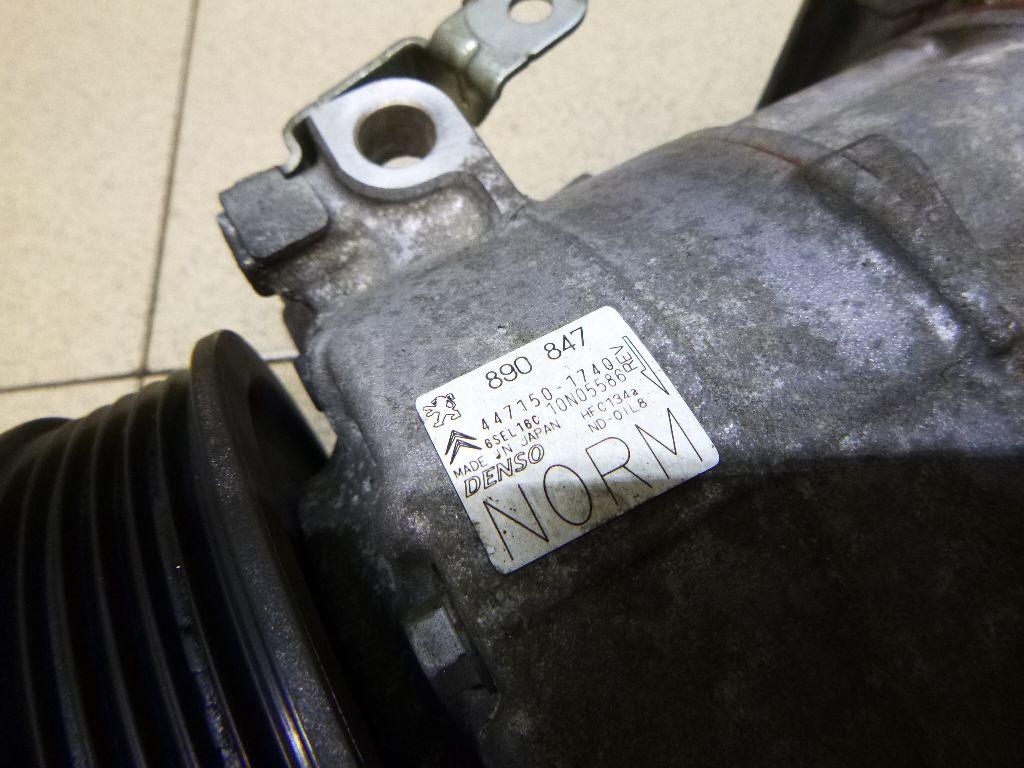 890 847
447150-1740
6SEL16C 10N05586
REV
MADE IN JAPAN HFC134a
DENSO ND-OIL8
NORM